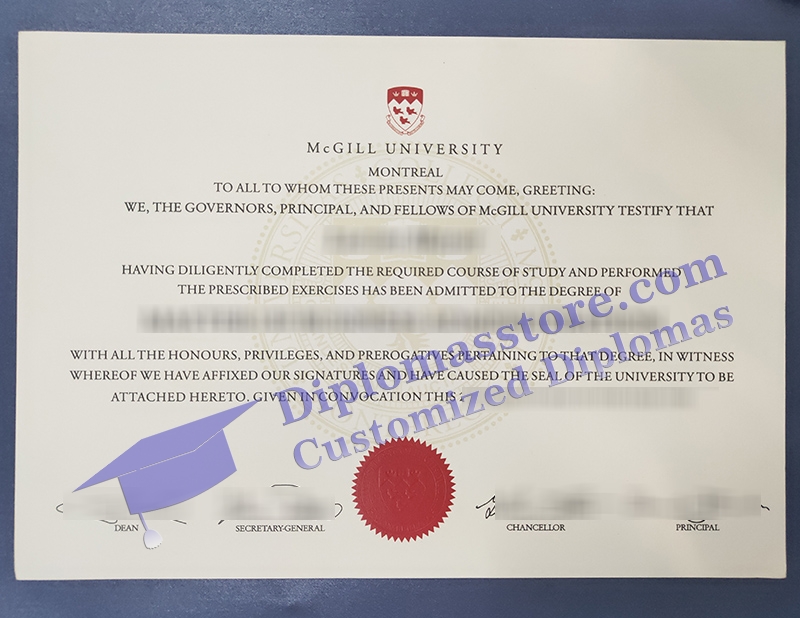 McGILL UNIVERSITY
MONTREAL
TO ALL TO WHOM THESE PRESENTS MAY COME, GREETING:
WE, THE GOVERNORS, PRINCIPAL, AND FELLOWS OF McGILL UNIVERSITY TESTIFY THAT
HAVING DILIGENTLY COMPLETED THE REQUIRED COURSE OF STUDY AND PERFORMED
THE PRESCRIBED EXERCISES HAS BEEN ADMITTED TO THE DEGREE OF
WITH ALL THE HONOURS, PRIVILEGES, AND PREROGATIVES PERTAINING TO THAT DEGREE, IN WITNESS
WHEREOF WE HAVE AFFIXED OUR SIGNATURES AND HAVE CAUSED THE SEAL OF THE UNIVERSITY TO BE
ATTACHED HERETO. GIVEN IN CONVOCATION THIS
Diplomasstore.com
Customized Diplomas
DEAN SECRETARY-GENERAL CHANCELLOR PRINCIPAL